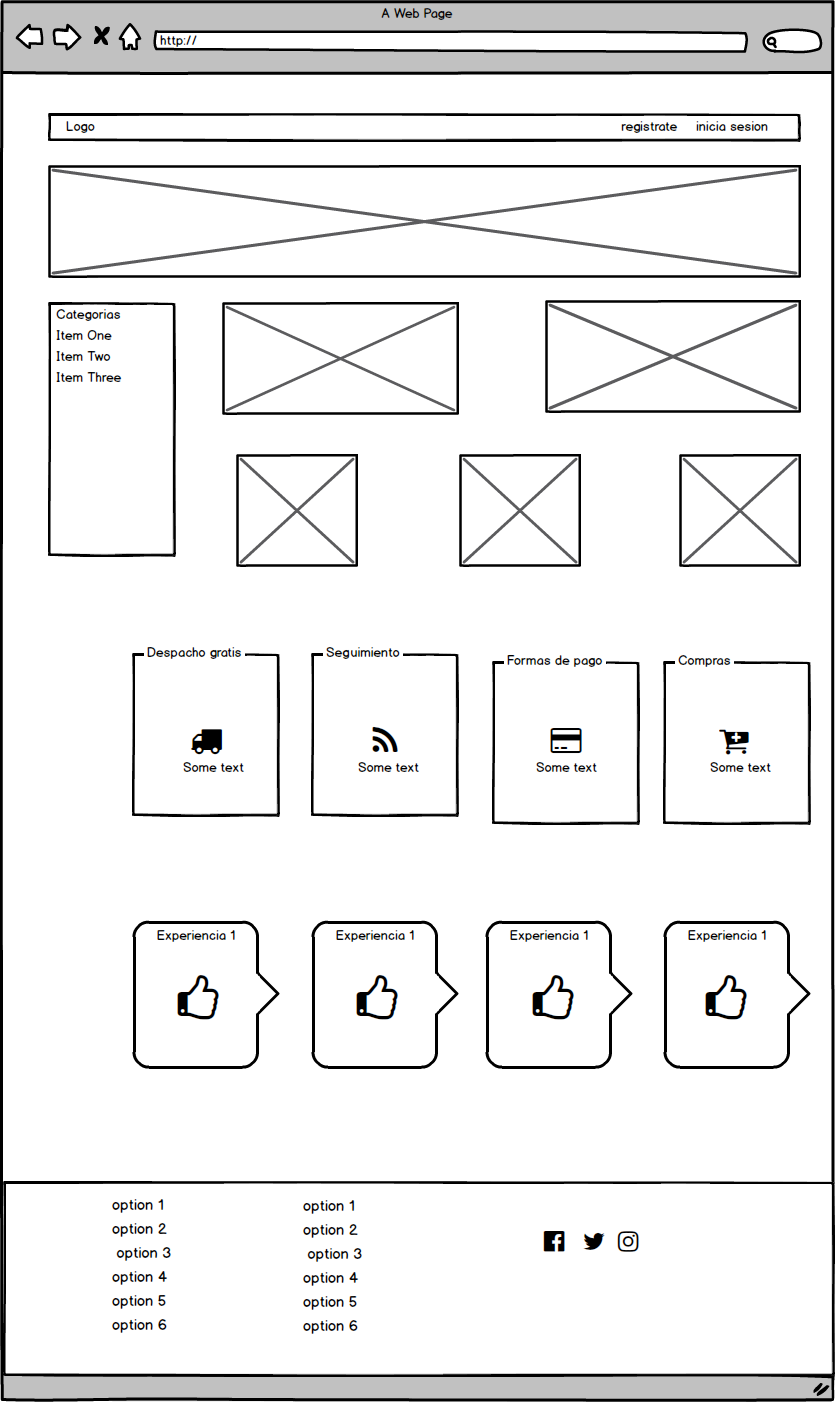 A Web Page
http://
Logo registrate inicia sesion
Categorias
Item One
Item Two
Item Three
Despacho gratis Seguimiento Formas de pago Compras
Some text Some text Some text Some text
Experiencia 1 Experiencia 1 Experiencia 1 Experiencia 1
option 1 option 1
option 2 option 2
option 3 option 3
option 4 option 4
option 5 option 5
option 6 option 6